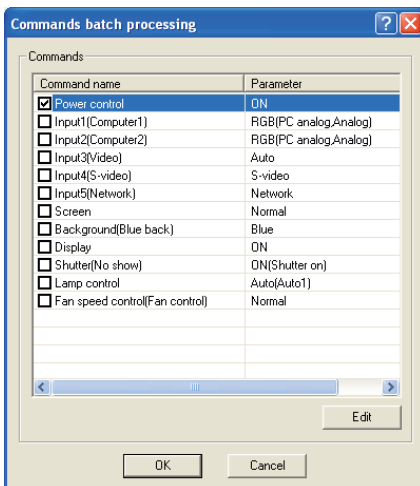 Commands batch processing
Commands
Command name Parameter
Power control ON
Input1(Computer1) RGB(PC analog,Analog)
Input2(Computer2) RGB(PC analog,Analog)
Input3(Video) Auto
Input4(S-video) S-video
Input5(Network) Network
Screen Normal
Background(Blue back) Blue
Display ON
Shutter(No show) ON(Shutter on)
Lamp control Auto(Auto1)
Fan speed control(Fan control) Normal
Edit
OK Cancel